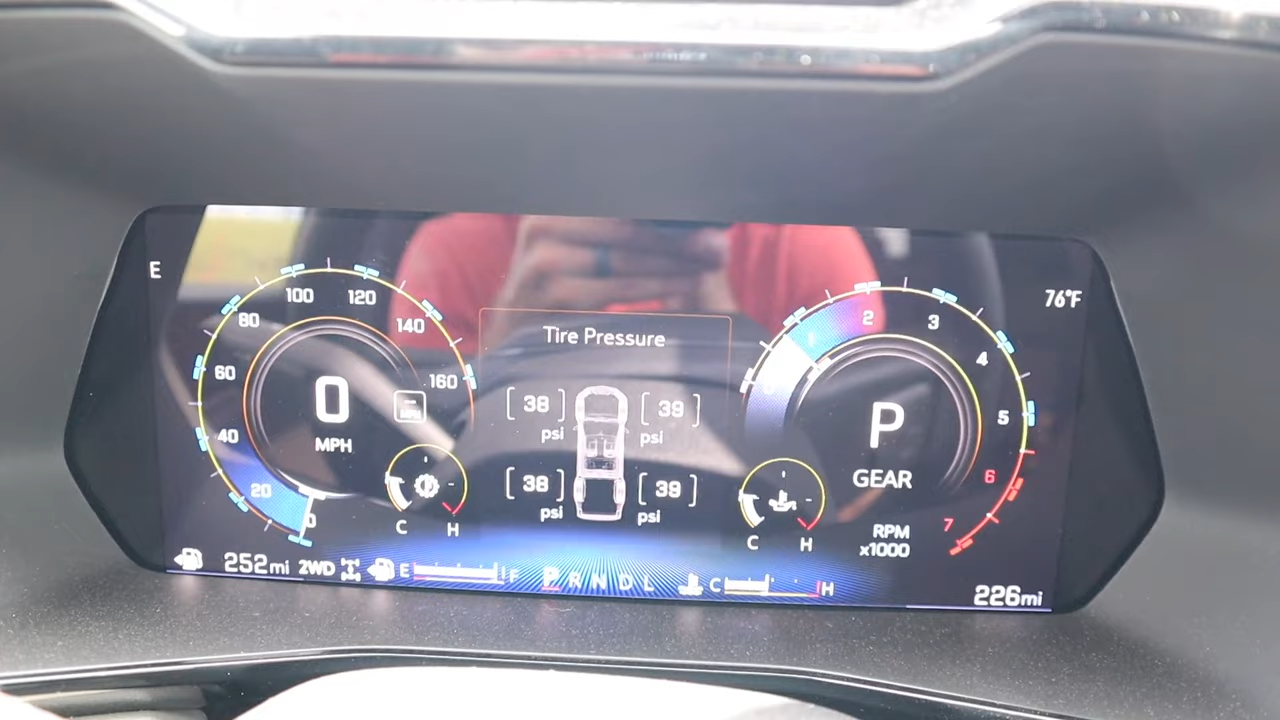 E
76°F
100 120
80
140
60
160
40
20
0
0
MPH
C H
Tire Pressure
38 39
psi psi
38 39
psi psi
2
3
1
4
5
6
7
P
GEAR
C H
RPM
x1000
252mi 2WD E F P R N D L C H 226mi